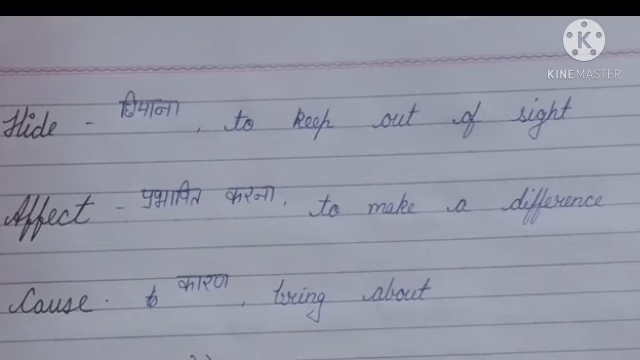 KINEMASTER
Hide - छिपाना, to keep out of sight
Affect - प्रभावित करना, to make a difference
Cause - कारण, bring about